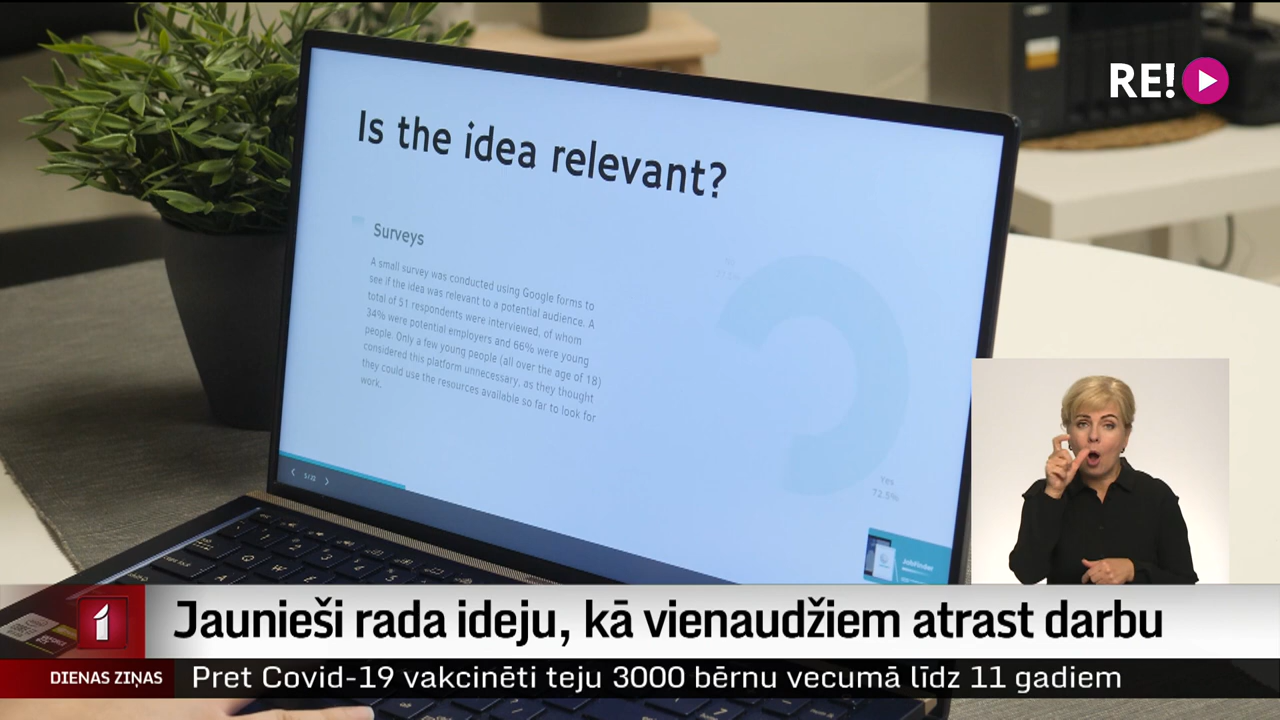 RE!
Is the idea relevant?
Surveys
A small survey was conducted using Google forms to
see if the idea was relevant to a potential audience. A
total of 51 respondents were interviewed, of whom
34% were potential employers and 66% were young
people. Only a few young people (all over the age of 18)
considered this platform unnecessary, as they thought
they could use the resources available so far to look for
work.
Yes
72.5%
JobFinder
1
Jaunieši rada ideju, kā vienaudžiem atrast darbu
DIENAS ZIŅAS
Pret Covid-19 vakcinēti teju 3000 bērnu vecumā līdz 11 gadiem